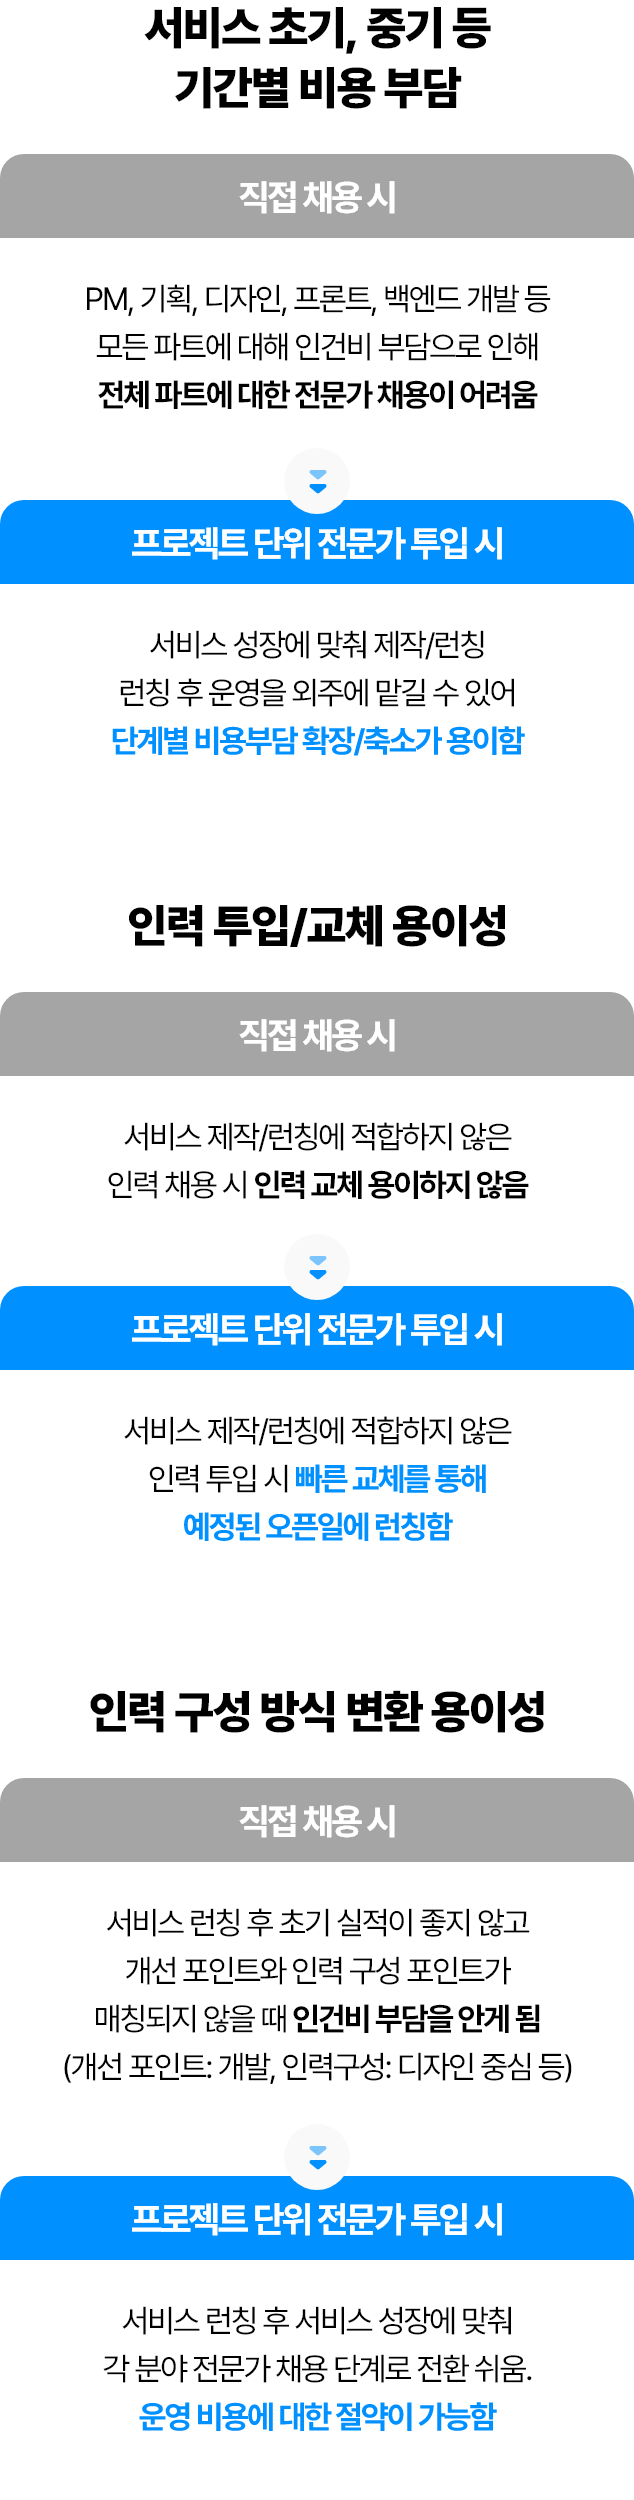 서비스 초기, 중기 등
기간별 비용 부담
직접 채용 시
PM, 기획, 디자인, 프론트, 백엔드 개발 등
모든 파트에 대해 인건비 부담으로 인해
전체 파트에 대한 전문가 채용이 어려움
프로젝트 단위 전문가 투입 시
서비스 성장에 맞춰 제작/런칭
런칭 후 운영을 외주에 맡길 수 있어
단계별 비용부담 확장/축소가 용이함
인력 투입/교체 용이성
직접 채용 시
서비스 제작/런칭에 적합하지 않은
인력 채용 시 인력 교체 용이하지 않음
프로젝트 단위 전문가 투입 시
서비스 제작/런칭에 적합하지 않은
인력 투입 시 빠른 교체를 통해
예정된 오픈일에 런칭함
인력 구성 방식 변환 용이성
직접 채용 시
서비스 런칭 후 초기 실적이 좋지 않고
개선 포인트와 인력 구성 포인트가
매칭되지 않을 때 인건비 부담을 안게 됨
(개선 포인트: 개발, 인력구성: 디자인 중심 등)
프로젝트 단위 전문가 투입 시
서비스 런칭 후 서비스 성장에 맞춰
각 분야 전문가 채용 단계로 전환 쉬움.
운영 비용에 대한 절약이 가능함